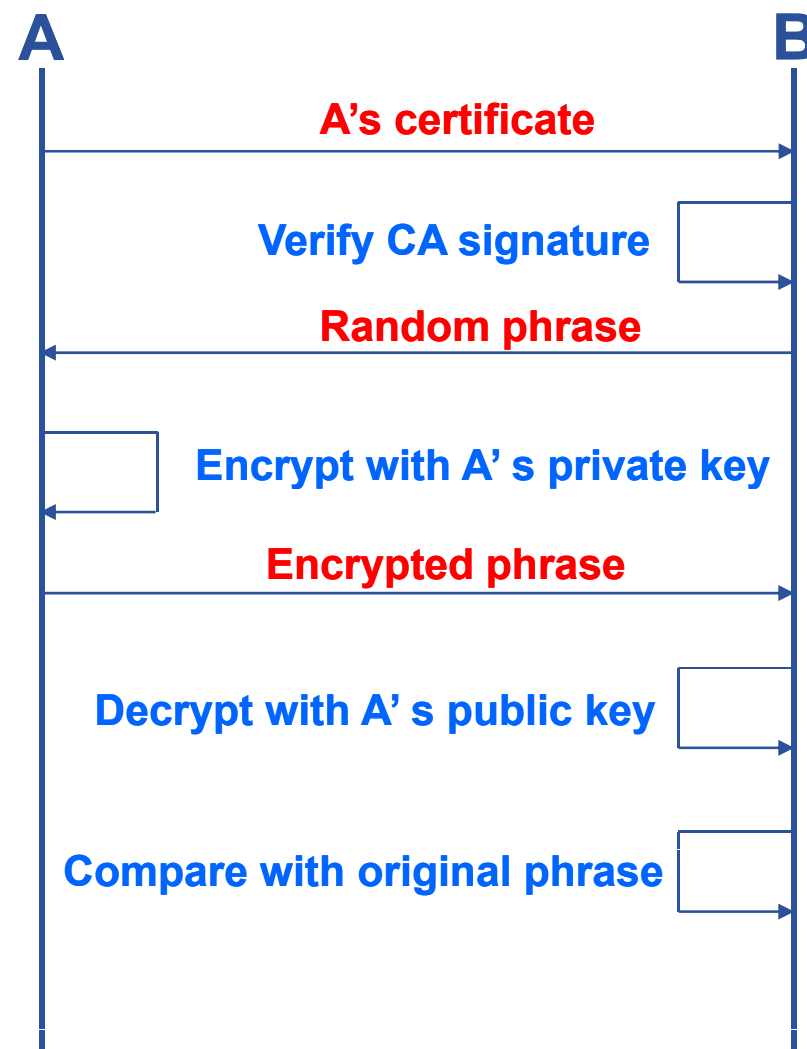 A B
A’s certificate
Verify CA signature
Random phrase
Encrypt with A’ s private key
Encrypted phrase
Decrypt with A’ s public key
Compare with original phrase